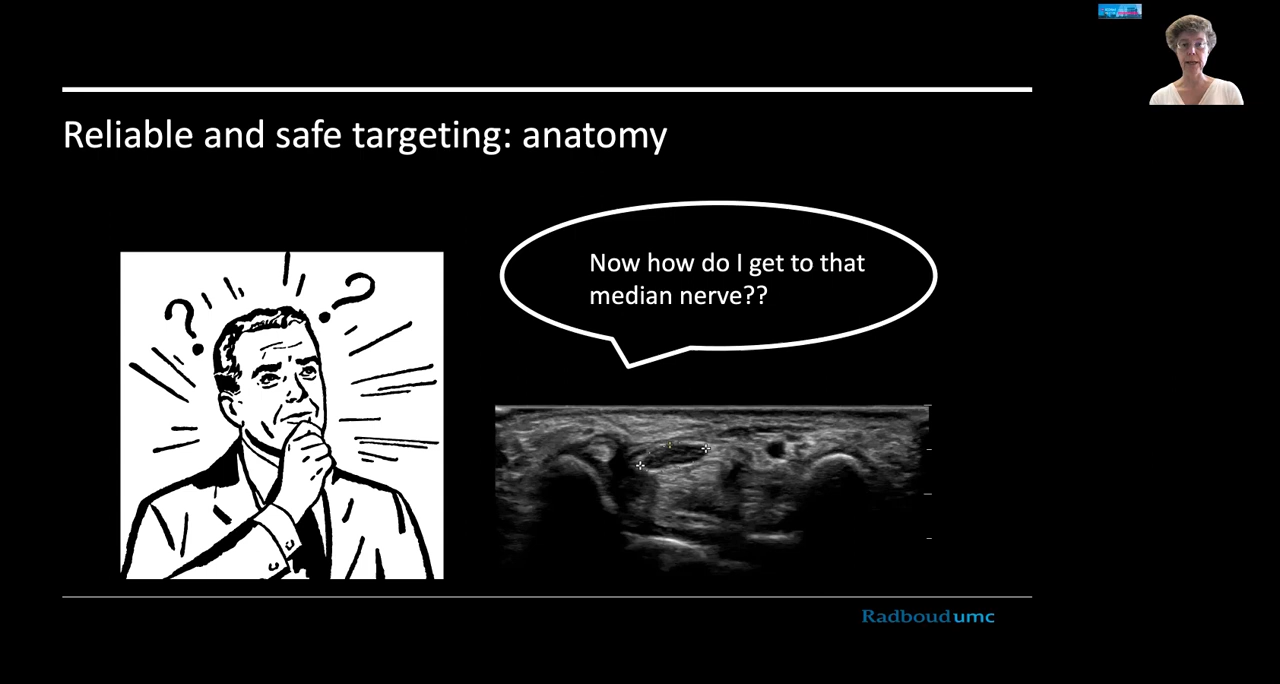 Reliable and safe targeting: anatomy
? ?
Now how do I get to that
median nerve??
Radboudumc